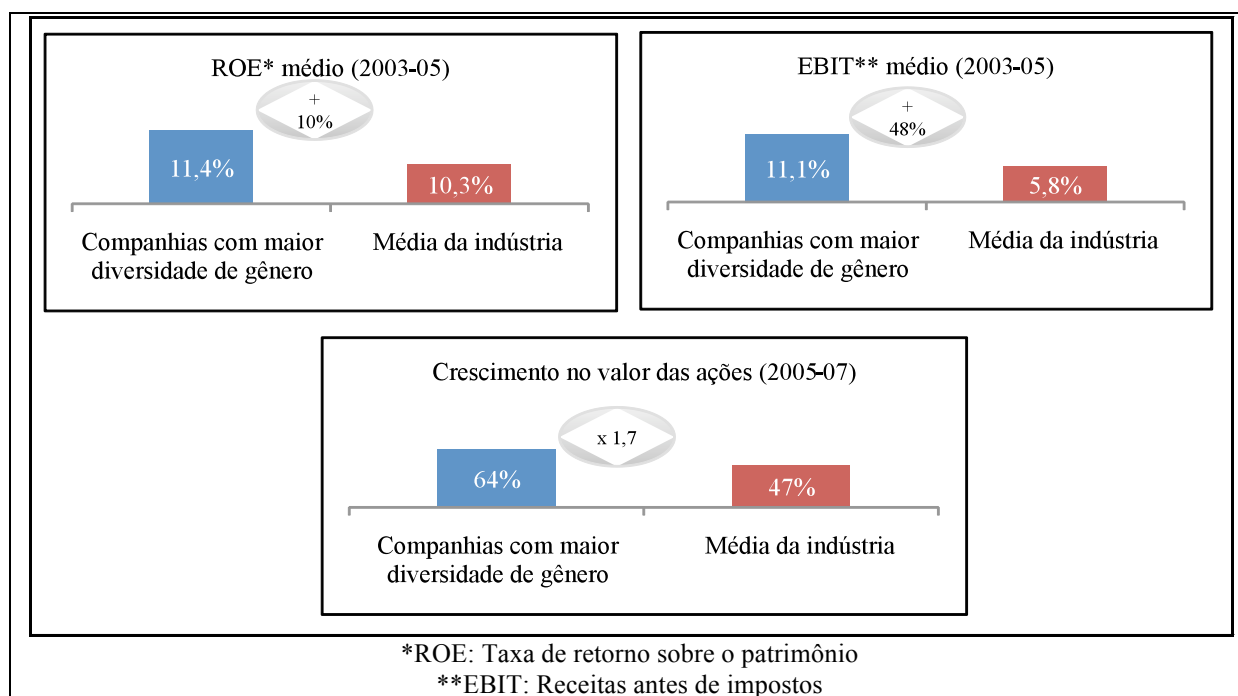 ROE* médio (2003-05)
+
10%
11,4%
10,3%
Companhias com maior
diversidade de gênero
Média da indústria
EBIT** médio (2003-05)
+
48%
11,1%
5,8%
Companhias com maior
diversidade de gênero
Média da indústria
Crescimento no valor das ações (2005-07)
x 1,7
64%
47%
Companhias com maior
diversidade de gênero
Média da indústria
*ROE: Taxa de retorno sobre o patrimônio
**EBIT: Receitas antes de impostos